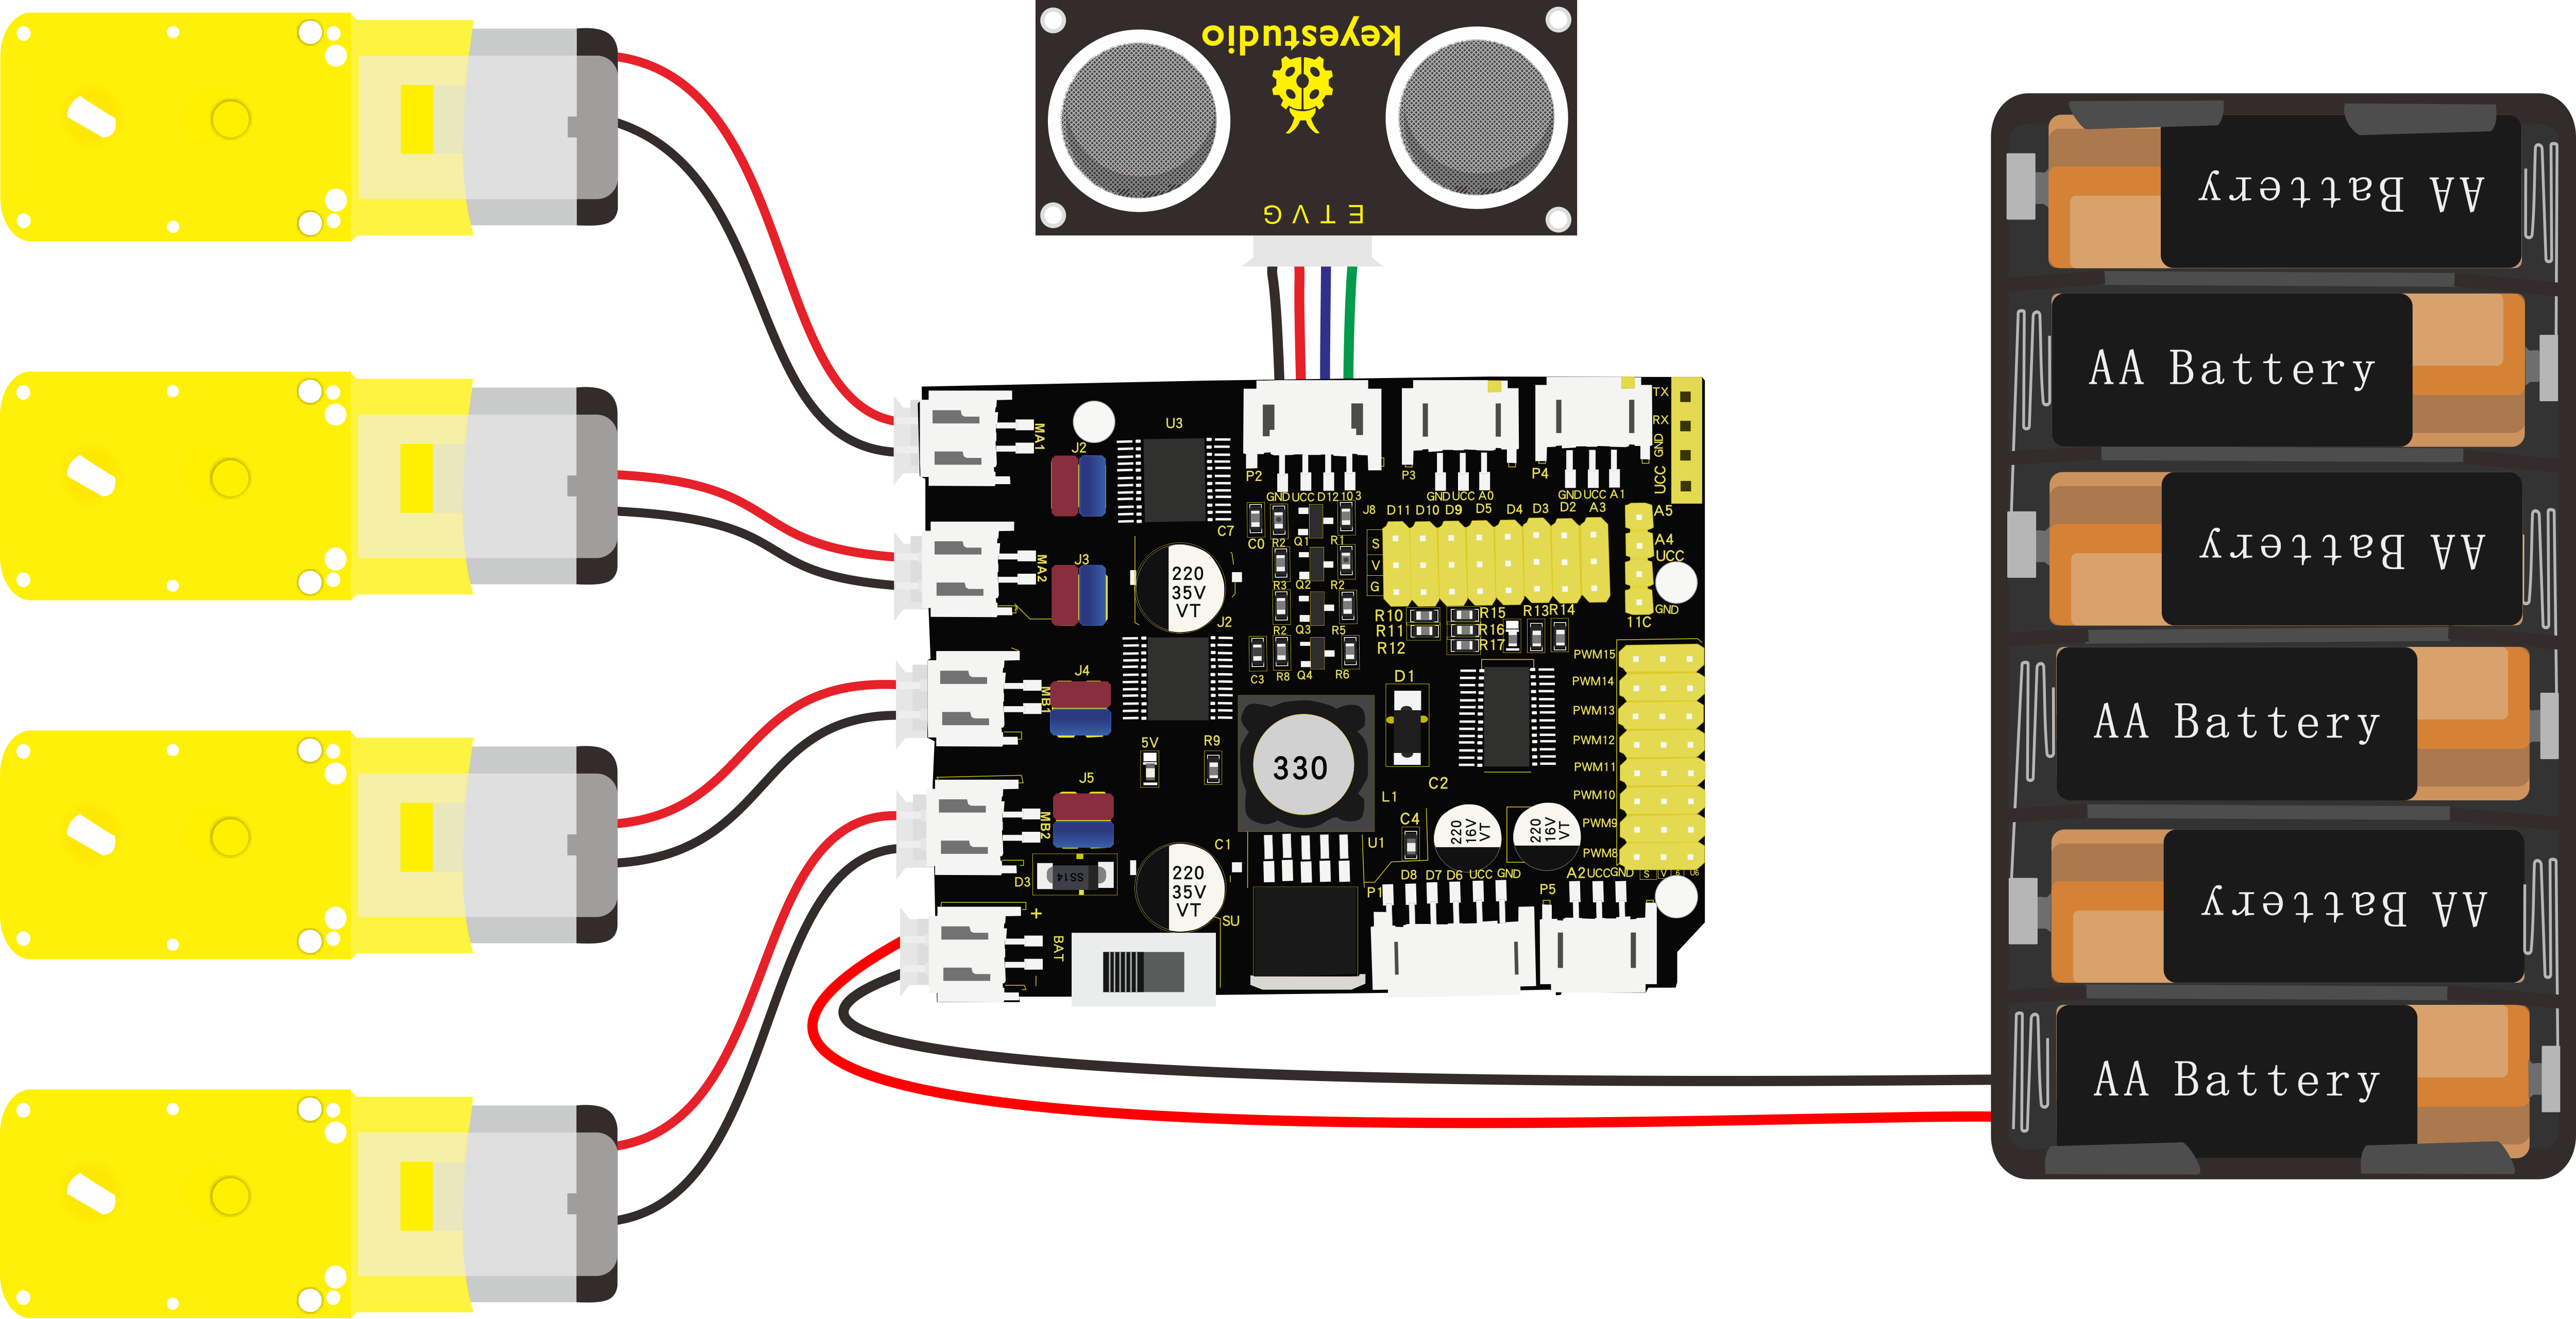 keyestudio
E T V G
AA Battery
AA Battery
AA Battery
AA Battery
AA Battery
AA Battery
MA1
J2
U3
P2
GND UCC D12 10 3
P3
GND UCC A0
P4
GND UCC A1
TX
RX
GND
UCC
MA2
J3
C7
220
35V
VT
J2
C0
R2
Q1
R1
R3
Q2
R2
R2
Q3
R5
C3
R8
Q4
R6
J8
D11 D10 D9 D5 D4 D3 D2 A3
S
V
G
A5
A4
UCC
GND
11C
R10
R11
R12
R15
R16
R17
R13
R14
MB1
J4
5V
R9
330
D1
C2
L1
PWM15
PWM14
PWM13
PWM12
PWM11
PWM10
PWM9
PWM8
S V G U6
MB2
J5
D3
SS14
C1
220
35V
VT
SU
U1
C4
220
16V
VT
220
16V
VT
P1
D8 D7 D6 UCC GND
P5
A2 UCC GND
+
BAT